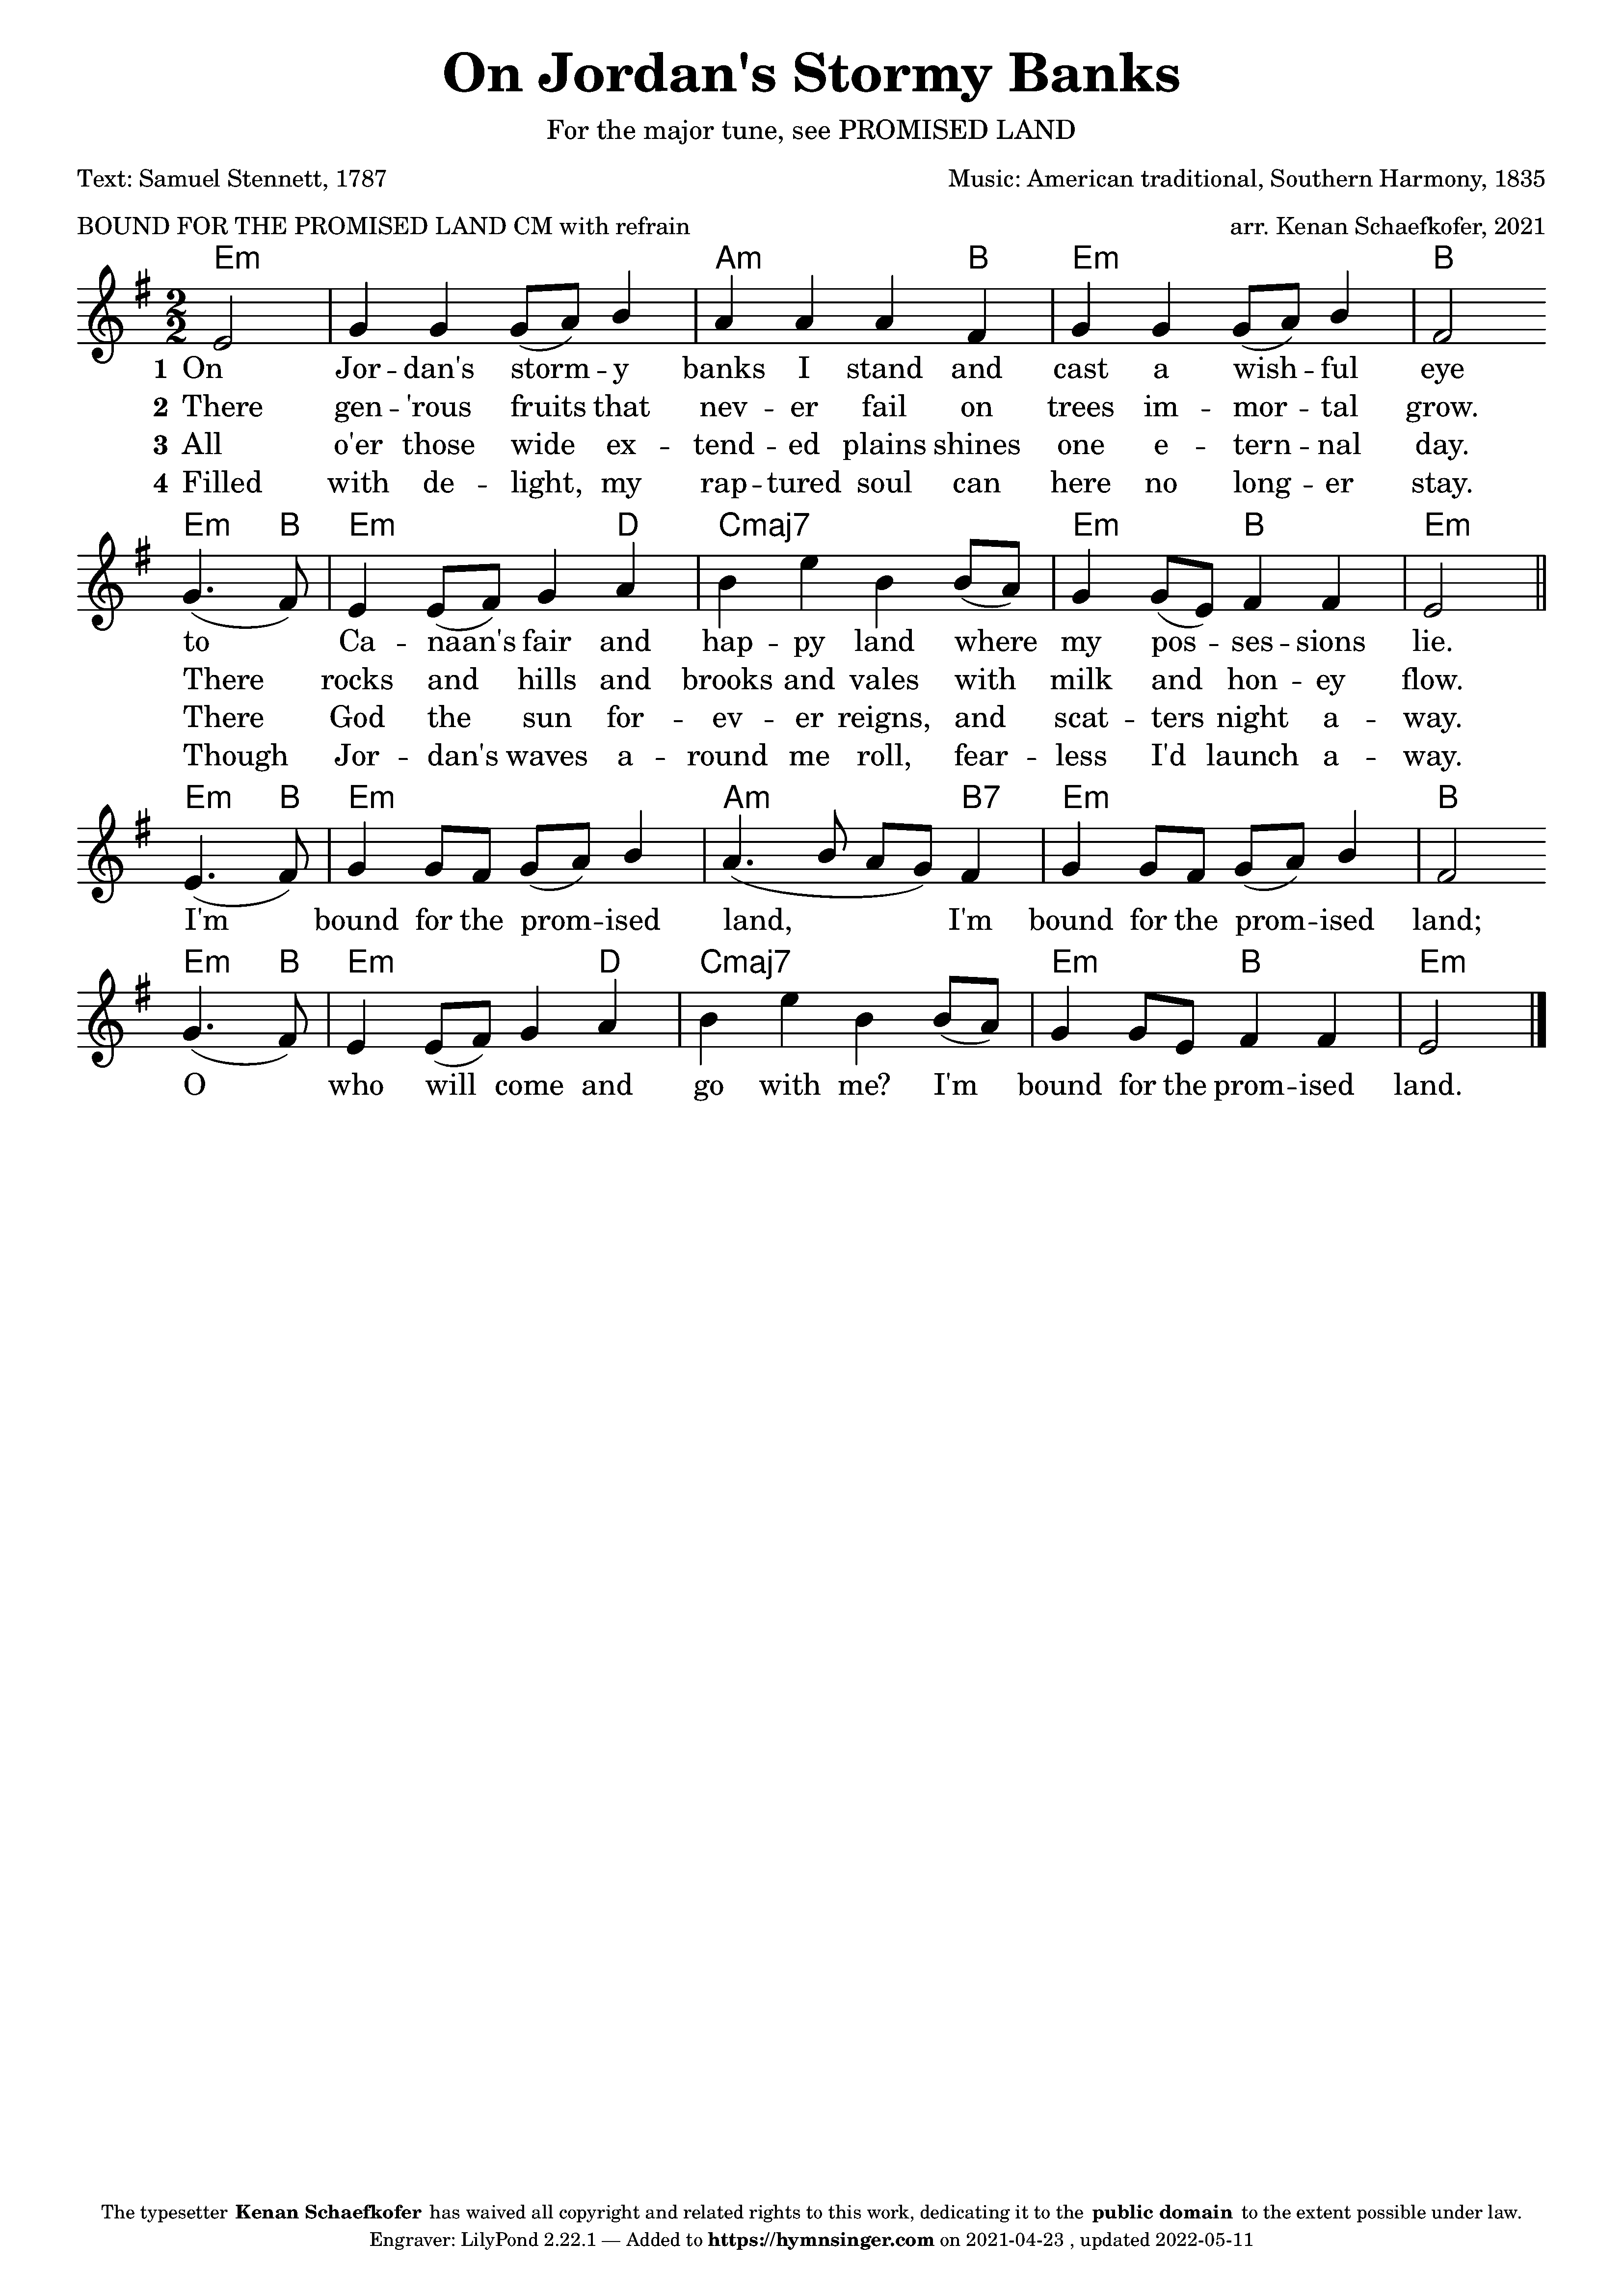 On Jordan's Stormy Banks
For the major tune, see PROMISED LAND
Text: Samuel Stennett, 1787 Music: American traditional, Southern Harmony, 1835
BOUND FOR THE PROMISED LAND CM with refrain arr. Kenan Schaefkofer, 2021
Em Am B Em B
2
2
1 On Jor -- dan's storm -- y banks I stand and cast a wish -- ful eye
2 There gen -- 'rous fruits that nev -- er fail on trees im -- mor -- tal grow.
3 All o'er those wide ex -- tend -- ed plains shines one e -- tern -- nal day.
4 Filled with de -- light, my rap -- tured soul can here no long -- er stay.
Em B Em D Cmaj7 Em B Em
to Ca -- naan's fair and hap -- py land where my pos -- ses -- sions lie.
There rocks and hills and brooks and vales with milk and hon -- ey flow.
There God the sun for -- ev -- er reigns, and scat -- ters night a -- way.
Though Jor -- dan's waves a -- round me roll, fear -- less I'd launch a -- way.
Em B Em Am B7 Em B
I'm bound for the prom -- ised land, I'm bound for the prom -- ised land;
Em B Em D Cmaj7 Em B Em
O who will come and go with me? I'm bound for the prom -- ised land.
The typesetter Kenan Schaefkofer has waived all copyright and related rights to this work, dedicating it to the public domain to the extent possible under law.
Engraver: LilyPond 2.22.1 — Added to https://hymnsinger.com on 2021-04-23 , updated 2022-05-11